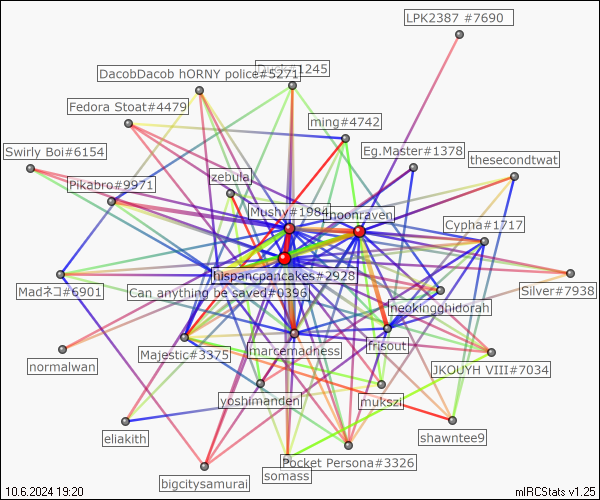 LPK2387 #7690
1245
DacobDacob hORNY police#5271
Fedora Stoat#4479
ming#4742
Swirly Boi#6154
Eg.Master#1378
thesecondtwat
zebula
Pikabro#9971
Mushy#1984
moonraven
Cypha#1717
hispancpancakes#2928
Madネコ#6901
Can anything be saved#0396
Silver#7938
neokingghidorah
frisout
marcemadness
Majestic#3375
normalwan
JKOUYH VIII#7034
yoshimanden
mukszi
eliakith
shawntee9
Pocket Persona#3326
somass
bigcitysamurai
10.6.2024 19:20
mIRCStats v1.25